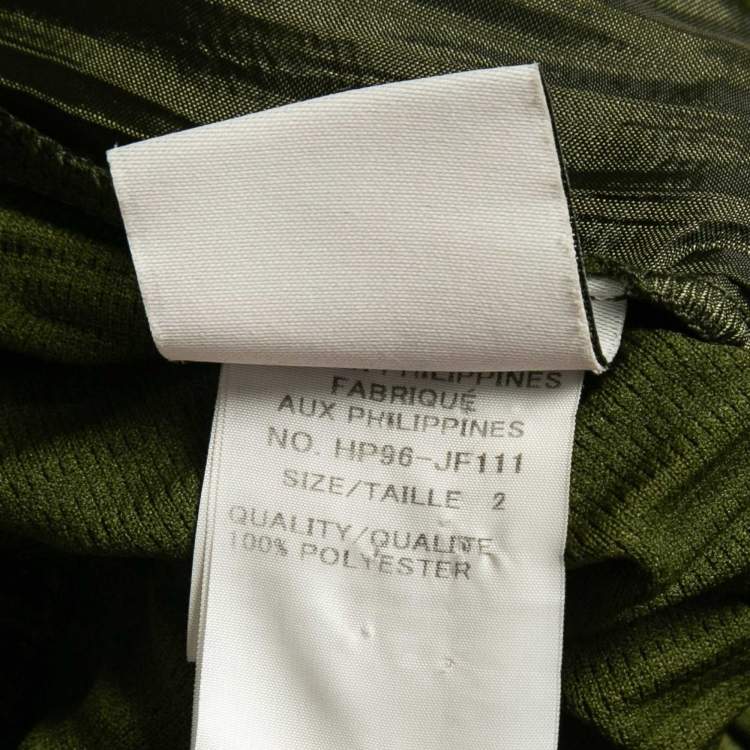 PHILIPPINES
FABRIQUÉ
AUX PHILIPPINES
NO. HP96-JF111
SIZE/TAILLE 2
QUALITY/QUALITE
100% POLYESTER